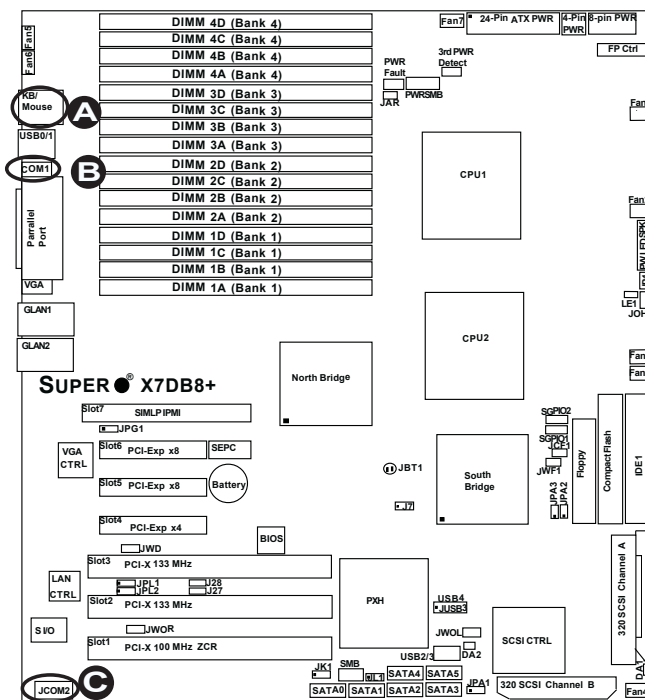 DIMM 4D (Bank 4)
DIMM 4C (Bank 4)
DIMM 4B (Bank 4)
DIMM 4A (Bank 4)
DIMM 3D (Bank 3)
DIMM 3C (Bank 3)
DIMM 3B (Bank 3)
DIMM 3A (Bank 3)
DIMM 2D (Bank 2)
DIMM 2C (Bank 2)
DIMM 2B (Bank 2)
DIMM 2A (Bank 2)
DIMM 1D (Bank 1)
DIMM 1C (Bank 1)
DIMM 1B (Bank 1)
DIMM 1A (Bank 1)
Fan5
Fan6
KB/
Mouse
A
USB0/1
COM1
B
Parrallel
Port
VGA
GLAN1
GLAN2
Fan7
24-Pin ATX PWR
4-Pin
PWR
8-pin PWR
FP Ctrl
3rd PWR
Detect
PWR
Fault
PWRSMB
JAR
Fan
CPU1
LE1
JOH
CPU2
Fan
Fan
SUPER ® X7DB8+
North Bridge
Slot7
SIMLP IPMI
JPG1
VGA
CTRL
Slot6
PCI-Exp x8
SEPC
Slot5
PCI-Exp x8
Battery
Slot4
PCI-Exp x4
BIOS
JBT1
J7
South
Bridge
SGPIO2
SGPIO1
JCF1
JWF1
JPA3
JPA2
Floppy
Compact Flash
IDE1
JWD
Slot3
PCI-X 133 MHz
JPL1
JPL2
J28
J27
LAN
CTRL
Slot2
PCI-X 133 MHz
SI/O
JWOR
Slot1
PCI-X 100 MHz ZCR
JCOM2
C
PXH
USB4
JUSB3
JWOL
DA2
USB2/3
SCSI CTRL
320 SCSI Channel A
DA1
JK1
SMB
JL1
SATA4
SATA5
SATA0
SATA1
SATA2
SATA3
JPA1
320 SCSI Channel B
Fan